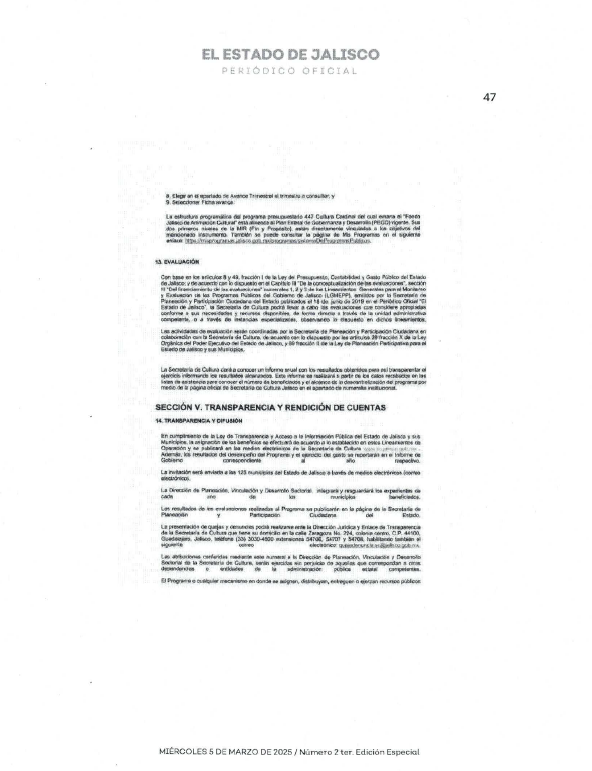 EL ESTADO DE JALISCO
PERIÓDICO OFICIAL
47
8. Elegir en el apartado de Avance Trimestral el trimestre a consultar; y
9. Seleccionar Ficha avance.
La estructura programática del programa presupuestario 447 Cultura Cardinal del cual emana el "Fondo
Jalisco de Animación Cultural" está alineada al Plan Estatal de Gobernanza y Desarrollo (PEGD) vigente. Sus
dos primeros niveles de la MIR (Fin y Propósito) están directamente vinculados a los objetivos del
mencionado instrumento. También se puede consultar la página de Mis Programas en el siguiente
enlace:
13. EVALUACIÓN
Con base en los artículos 8 y 49, fracción I de la Ley del Presupuesto, Contabilidad y Gasto Público del Estado
de Jalisco; y de acuerdo con lo dispuesto en el Capítulo III "De la conceptualización de las evaluaciones", sección
III "Del financiamiento de las evaluaciones" numerales 1, 2 y 3 de los Lineamientos Generales para el Monitoreo
y Evaluación de los Programas Públicos del Gobierno de Jalisco (LGMEPP), emitidos por la Secretaría de
Planeación y Participación Ciudadana del Estado publicados el 18 de junio de 2019 en el Periódico Oficial "El
Estado de Jalisco", la Secretaría de Cultura podrá llevar a cabo las evaluaciones que considere apropiadas
conforme a sus necesidades y recursos disponibles, de forma directa a través de la unidad administrativa
competente, o a través de instancias especializadas, observando lo dispuesto en dichos lineamientos.
Las actividades de evaluación serán coordinadas por la Secretaría de Planeación y Participación Ciudadana en
colaboración con la Secretaría de Cultura, de acuerdo con lo dispuesto por los artículos 29 fracción X de la Ley
Orgánica del Poder Ejecutivo del Estado de Jalisco, y 89 fracción II de la Ley de Planeación Participativa para el
Estado de Jalisco y sus Municipios.
La Secretaría de Cultura dará a conocer un informe anual con los resultados obtenidos para así transparentar el
ejercicio informando los resultados alcanzados. Este informe se realizará a partir de los datos recabados en las
listas de asistencia para conocer el número de beneficiados y el alcance de la descentralización del programa por
medio de la página oficial de Secretaría de Cultura Jalisco en el apartado de numeralia institucional.
SECCIÓN V. TRANSPARENCIA Y RENDICIÓN DE CUENTAS
14. TRANSPARENCIA Y DIFUSIÓN
En cumplimiento de la Ley de Transparencia y Acceso a la Información Pública del Estado de Jalisco y sus
Municipios, la asignación de los beneficios se efectuará de acuerdo a lo establecido en estos Lineamientos de
Operación y se publicará en los medios electrónicos de la Secretaría de Cultura
Además, los resultados del desempeño del Programa y el ejercicio del gasto se reportarán en el Informe de
Gobierno correspondiente al año respectivo.
La invitación será enviada a los 123 municipios del Estado de Jalisco a través de medios electrónicos (correo
electrónico).
La Dirección de Planeación, Vinculación y Desarrollo Sectorial, integrará y resguardará los expedientes de
cada uno de los municipios beneficiados.
Los resultados de las evaluaciones realizadas al Programa se publicarán en la página de la Secretaría de
Planeación y Participación Ciudadana del Estado.
La presentación de quejas y denuncias podrá realizarse ante la Dirección Jurídica y Enlace de Transparencia
de la Secretaría de Cultura que tiene su domicilio en la calle Zaragoza No. 224, colonia centro, C.P. 44100,
Guadalajara, Jalisco, teléfono (33) 3030-4500 extensiones 54706, 54707 y 54708, habilitando también el
siguiente correo electrónico:
Las atribuciones conferidas mediante este numeral a la Dirección de Planeación, Vinculación y Desarrollo
Sectorial de la Secretaría de Cultura, serán ejercidas sin perjuicio de aquellas que correspondan a otras
dependencias o entidades de la administración pública estatal competentes.
El Programa o cualquier mecanismo en donde se asignen, distribuyan, entreguen o ejerzan recursos públicos
MIÉRCOLES 5 DE MARZO DE 2025 / Número 2 ter. Edición Especial